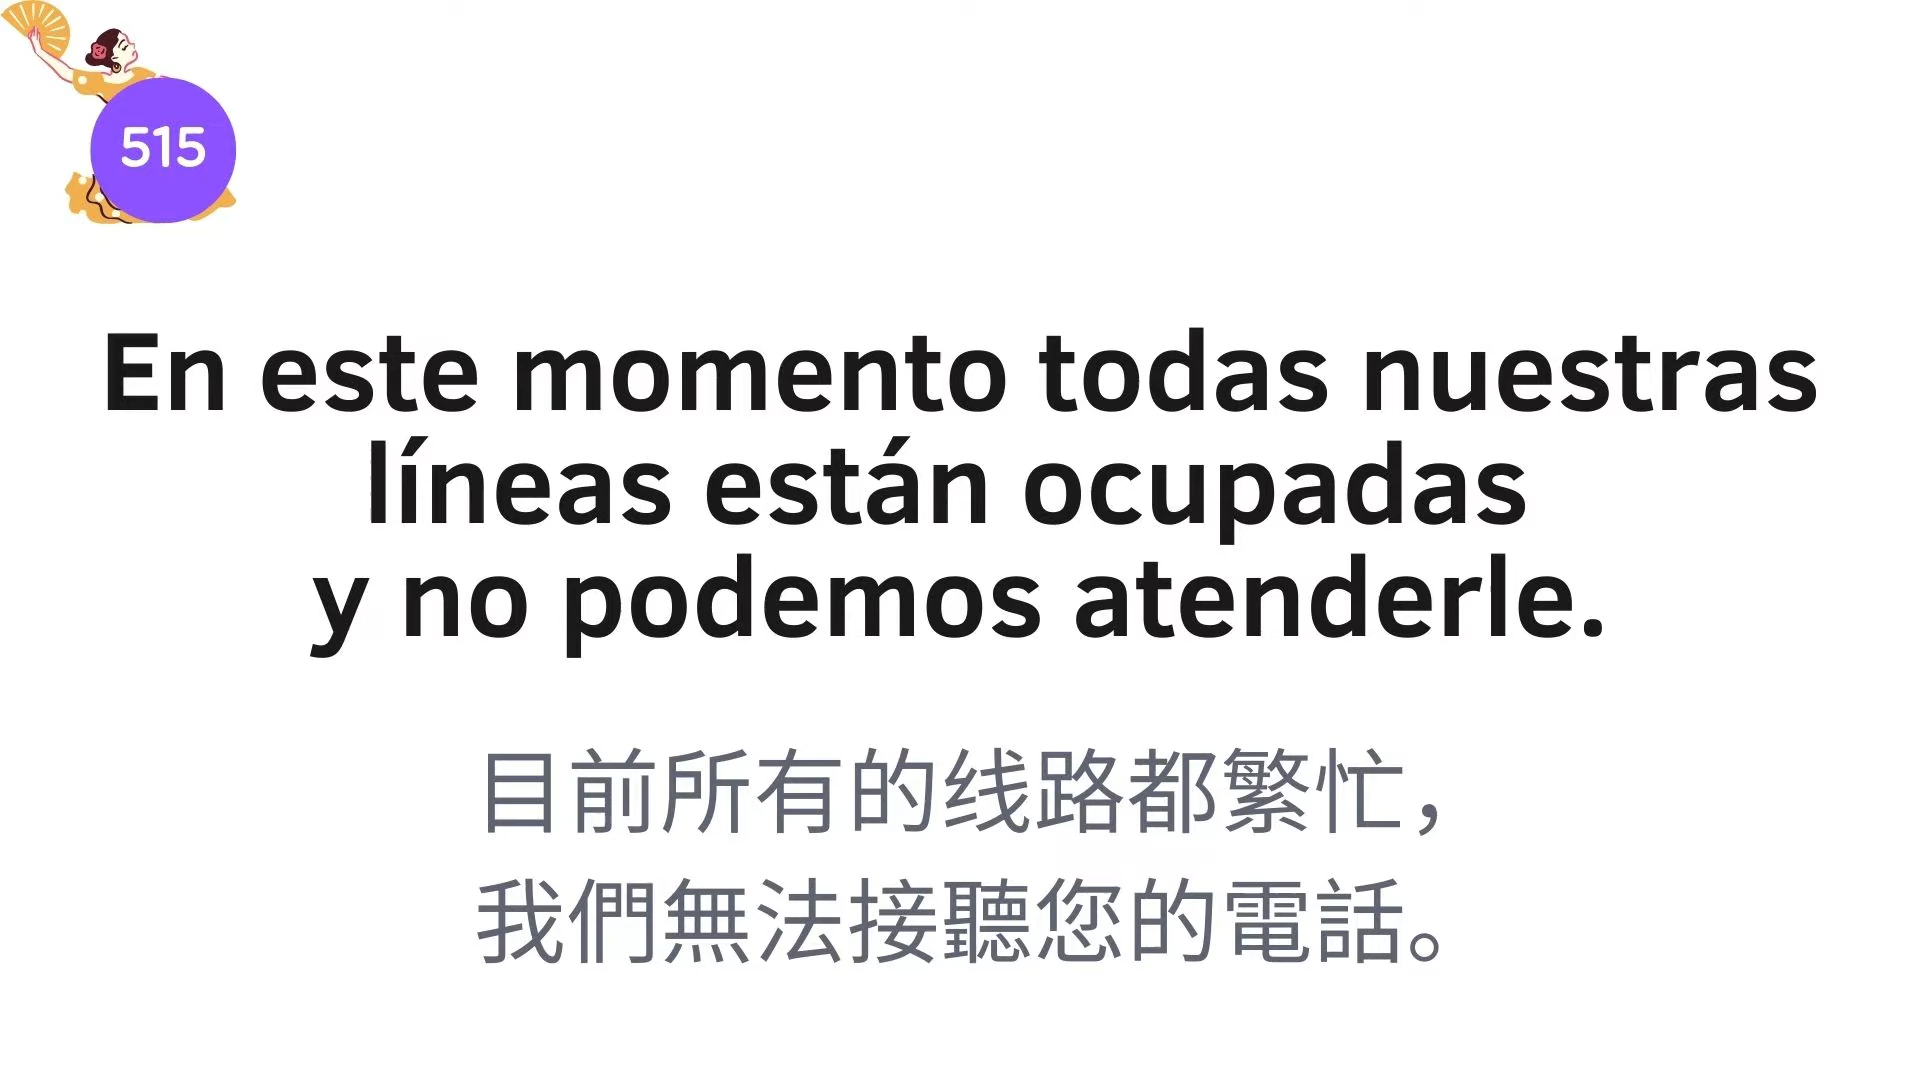 515
En este momento todas nuestras
líneas están ocupadas
y no podemos atenderle.
目前所有的线路都繁忙，
我們無法接聽您的電話。